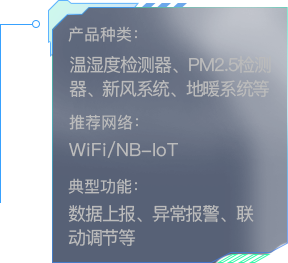 产品种类：
温湿度检测器、PM2.5检测
器、新风系统、地暖系统等
推荐网络：
WiFi/NB-IoT
典型功能：
数据上报、异常报警、联
动调节等